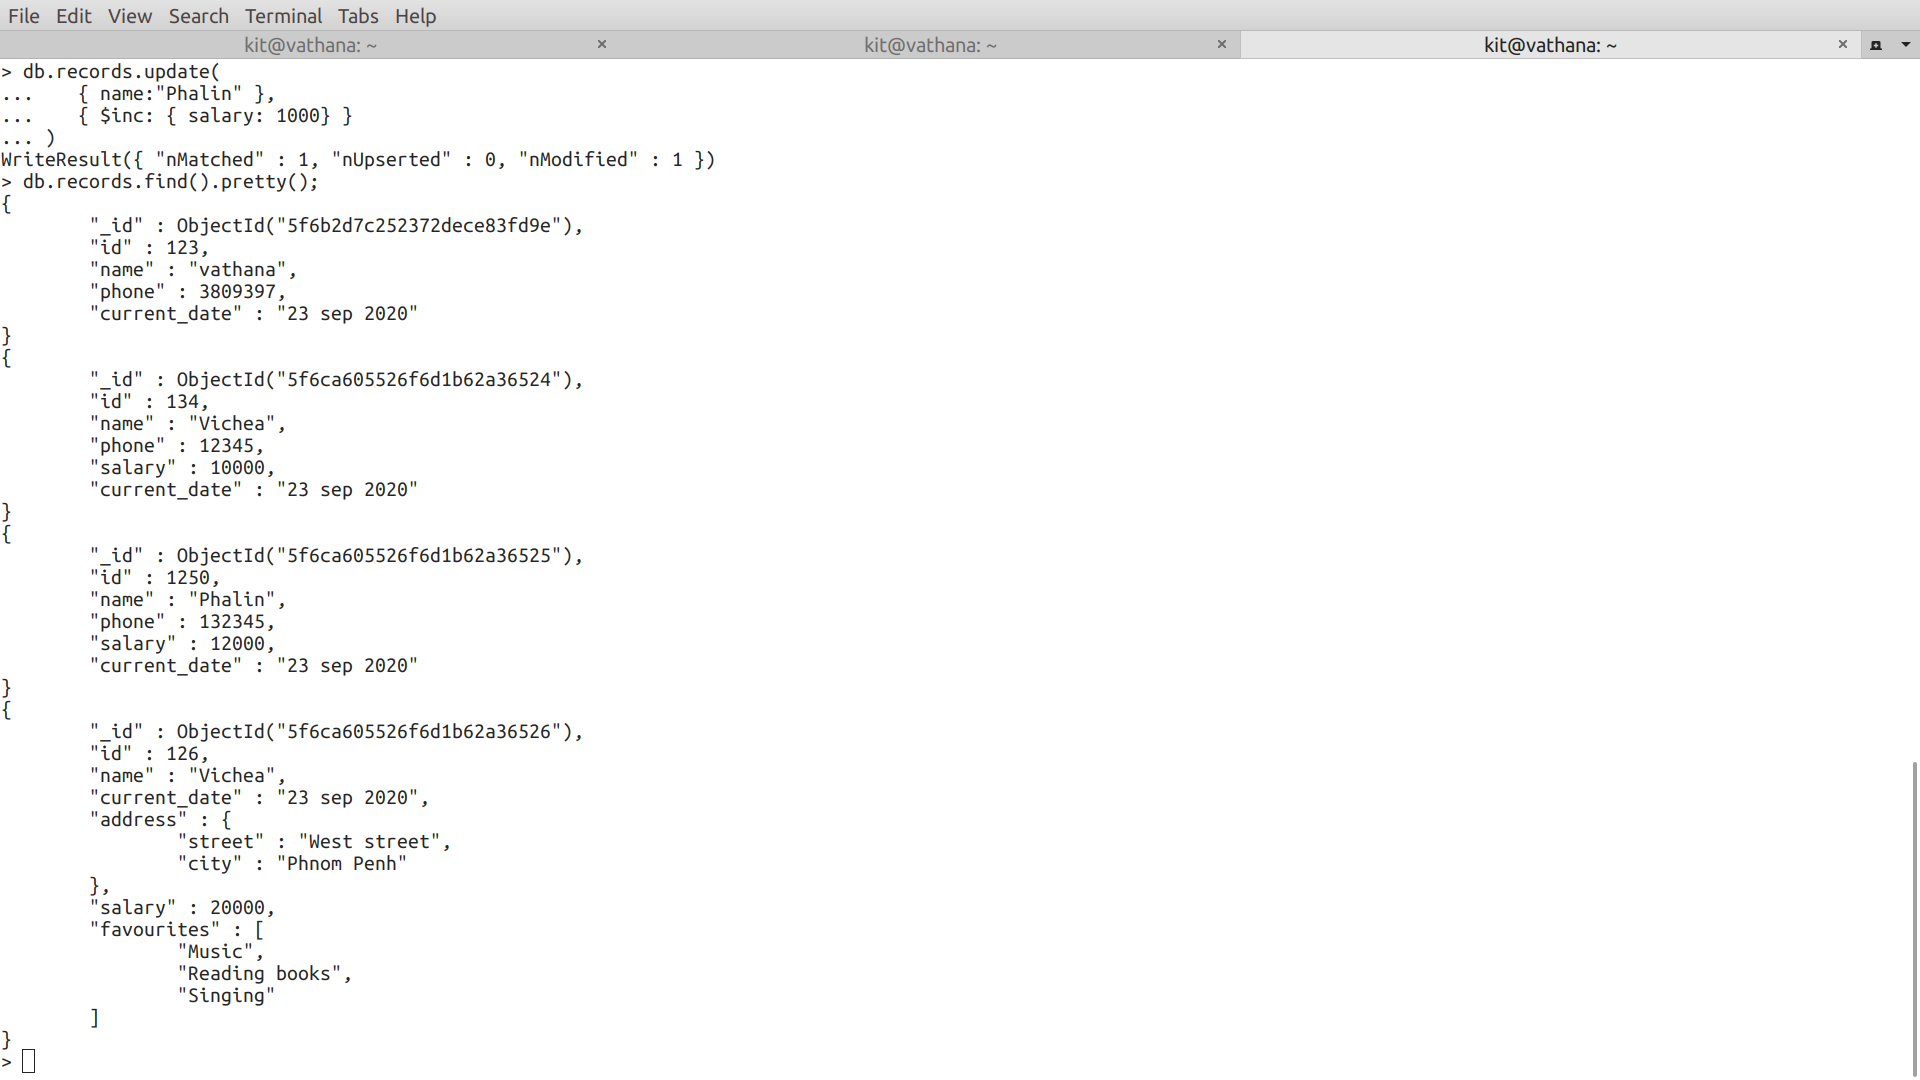 File Edit View Search Terminal Tabs Help
kit@vathana: ~ × kit@vathana: ~ × kit@vathana: ~ ×
> db.records.update(
...    { name:"Phalin" },
...    { $inc: { salary: 1000} }
... )
WriteResult({ "nMatched" : 1, "nUpserted" : 0, "nModified" : 1 })
> db.records.find().pretty();
{
        "_id" : ObjectId("5f6b2d7c252372dece83fd9e"),
        "id" : 123,
        "name" : "vathana",
        "phone" : 3809397,
        "current_date" : "23 sep 2020"
}
{
        "_id" : ObjectId("5f6ca605526f6d1b62a36524"),
        "id" : 134,
        "name" : "Vichea",
        "phone" : 12345,
        "salary" : 10000,
        "current_date" : "23 sep 2020"
}
{
        "_id" : ObjectId("5f6ca605526f6d1b62a36525"),
        "id" : 1250,
        "name" : "Phalin",
        "phone" : 132345,
        "salary" : 12000,
        "current_date" : "23 sep 2020"
}
{
        "_id" : ObjectId("5f6ca605526f6d1b62a36526"),
        "id" : 126,
        "name" : "Vichea",
        "current_date" : "23 sep 2020",
        "address" : {
                "street" : "West street",
                "city" : "Phnom Penh"
        },
        "salary" : 20000,
        "favourites" : [
                "Music",
                "Reading books",
                "Singing"
        ]
}
>